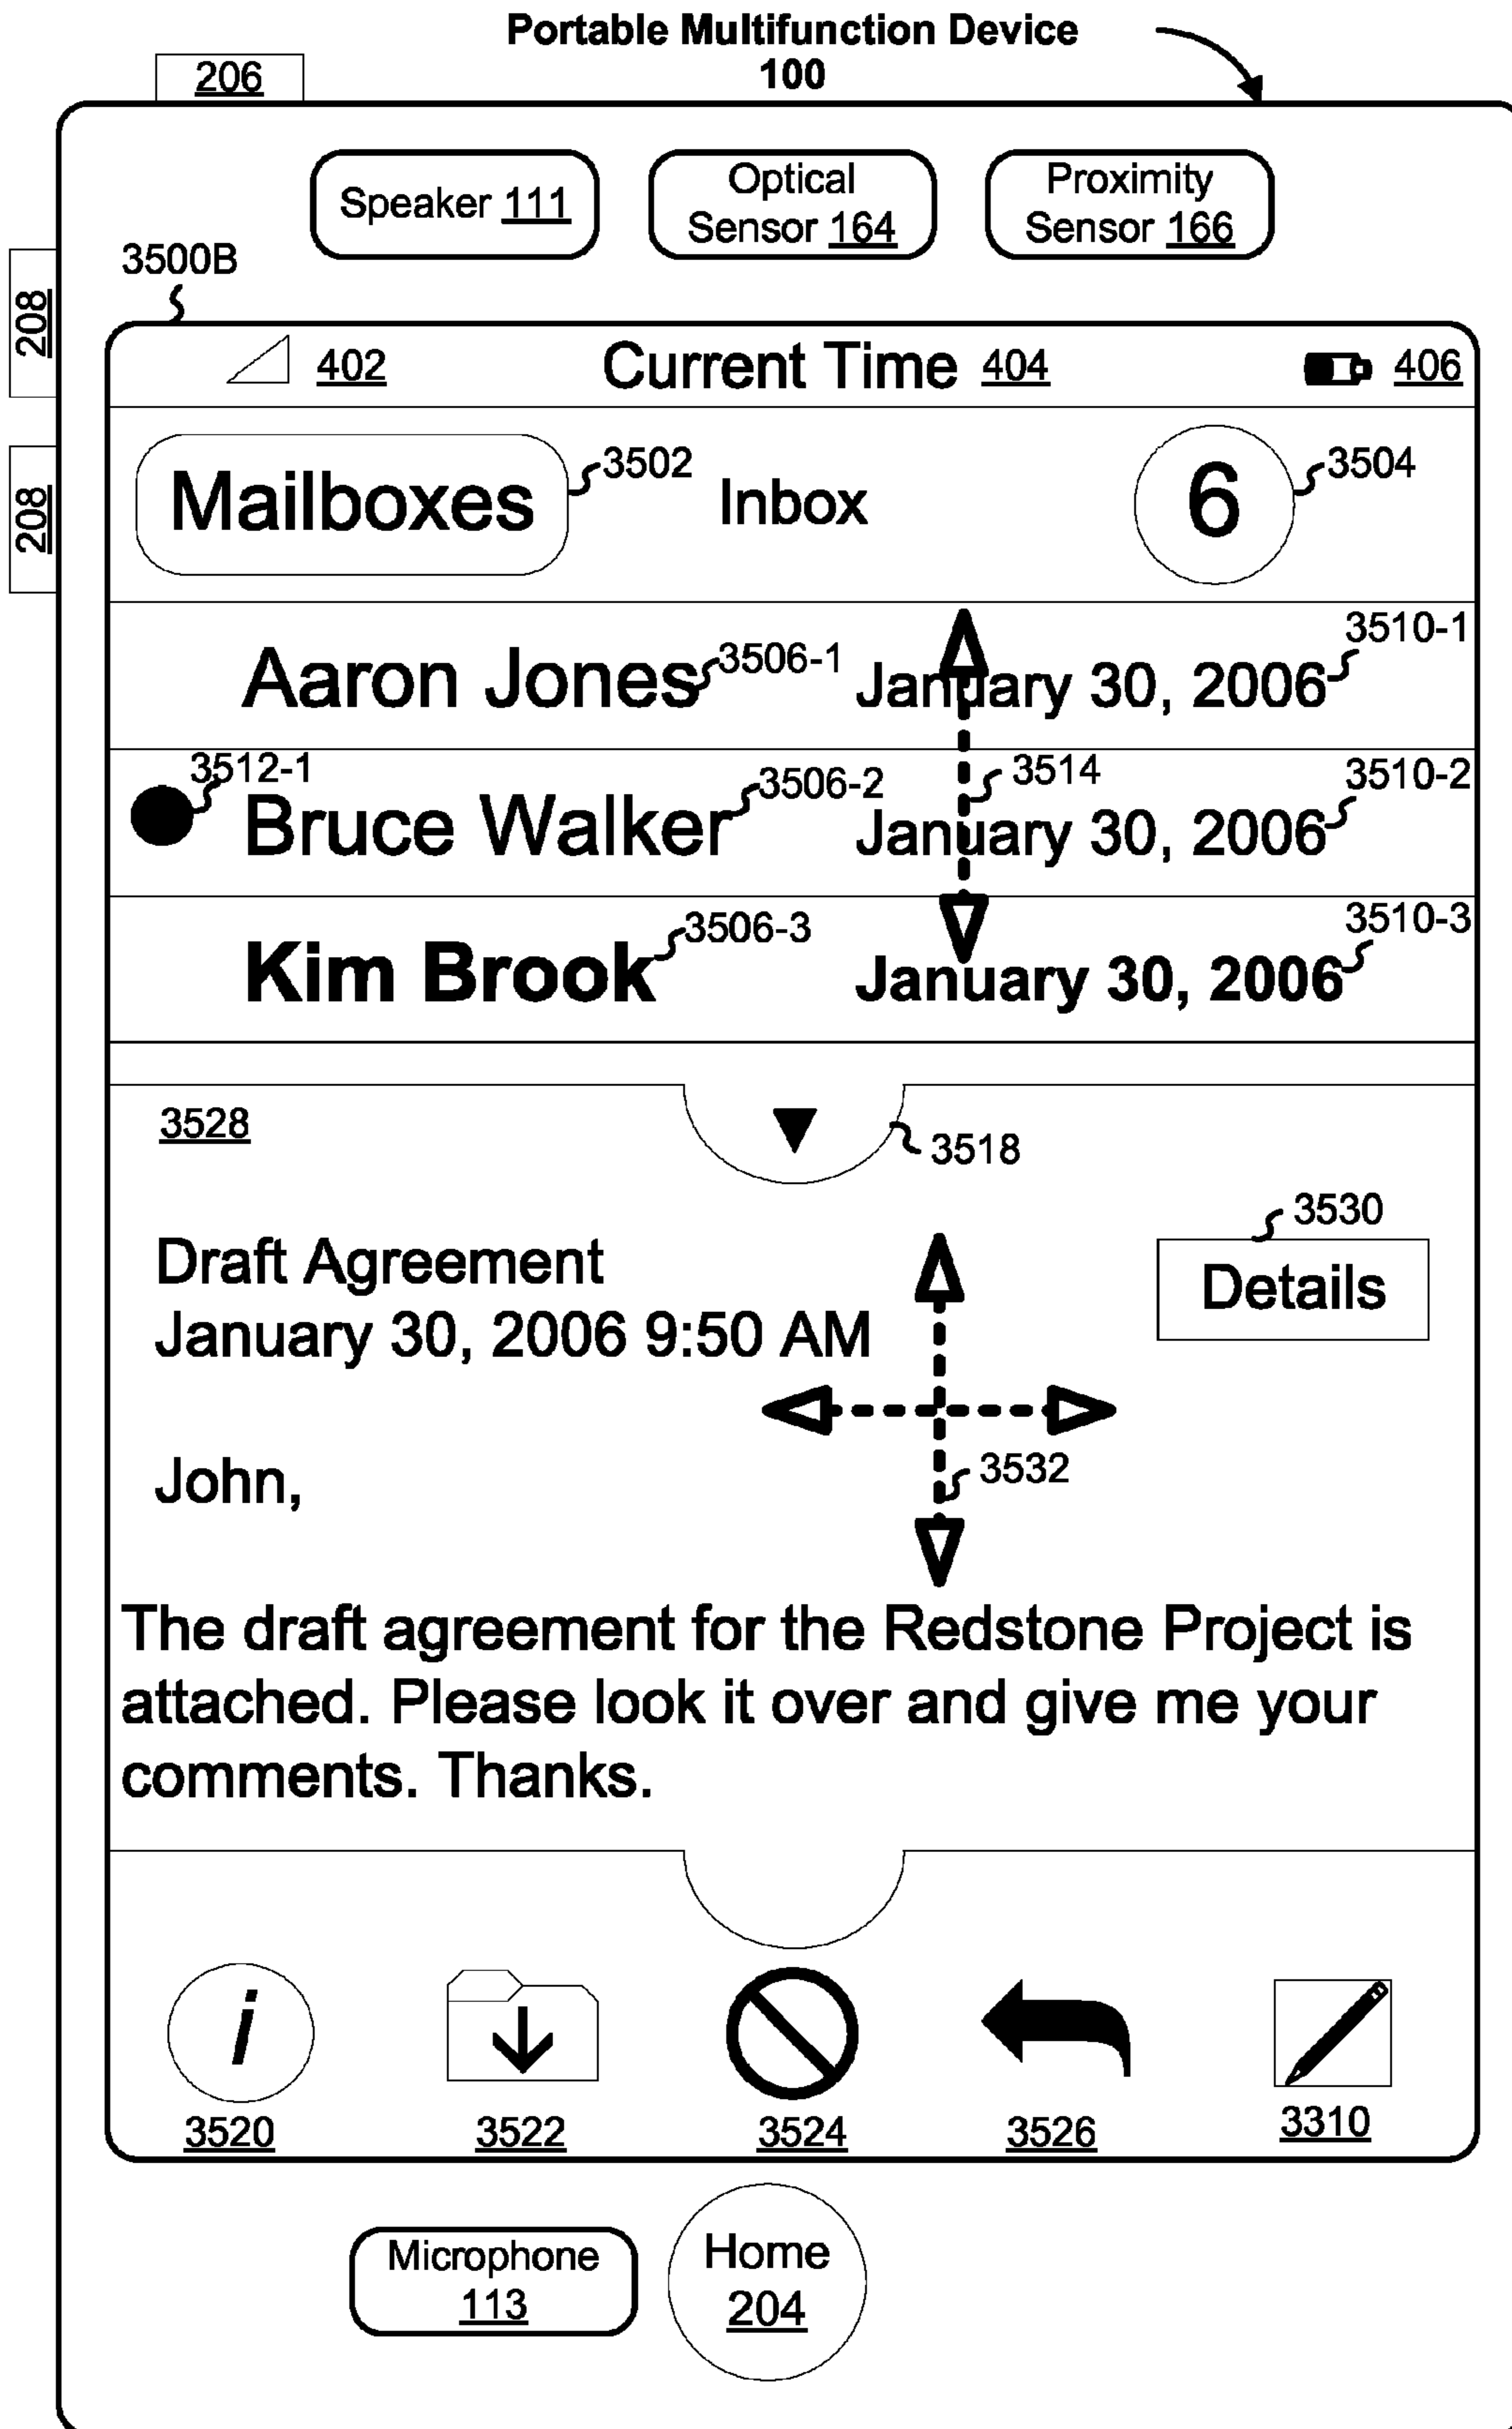 Portable Multifunction Device
100
206
Speaker 111
Optical
Sensor 164
Proximity
Sensor 166
3500B
208
208
402
Current Time 404
406
Mailboxes
3502
Inbox
6
3504
Aaron Jones
3506-1
January 30, 2006
3510-1
3512-1
Bruce Walker
3506-2
3514
January 30, 2006
3510-2
Kim Brook
3506-3
January 30, 2006
3510-3
3528
3518
3530
Draft Agreement
Details
January 30, 2006 9:50 AM
John,
3532
The draft agreement for the Redstone Project is
attached. Please look it over and give me your
comments. Thanks.
i
3520
3522
3524
3526
3310
Microphone
113
Home
204